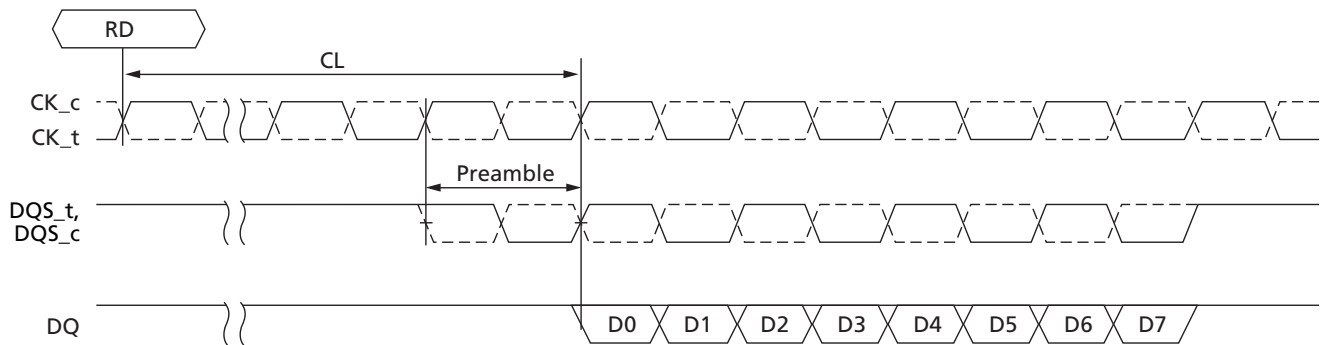 RD
CL
CK_c
CK_t
Preamble
DQS_t,
DQS_c
DQ
D0 D1 D2 D3 D4 D5 D6 D7